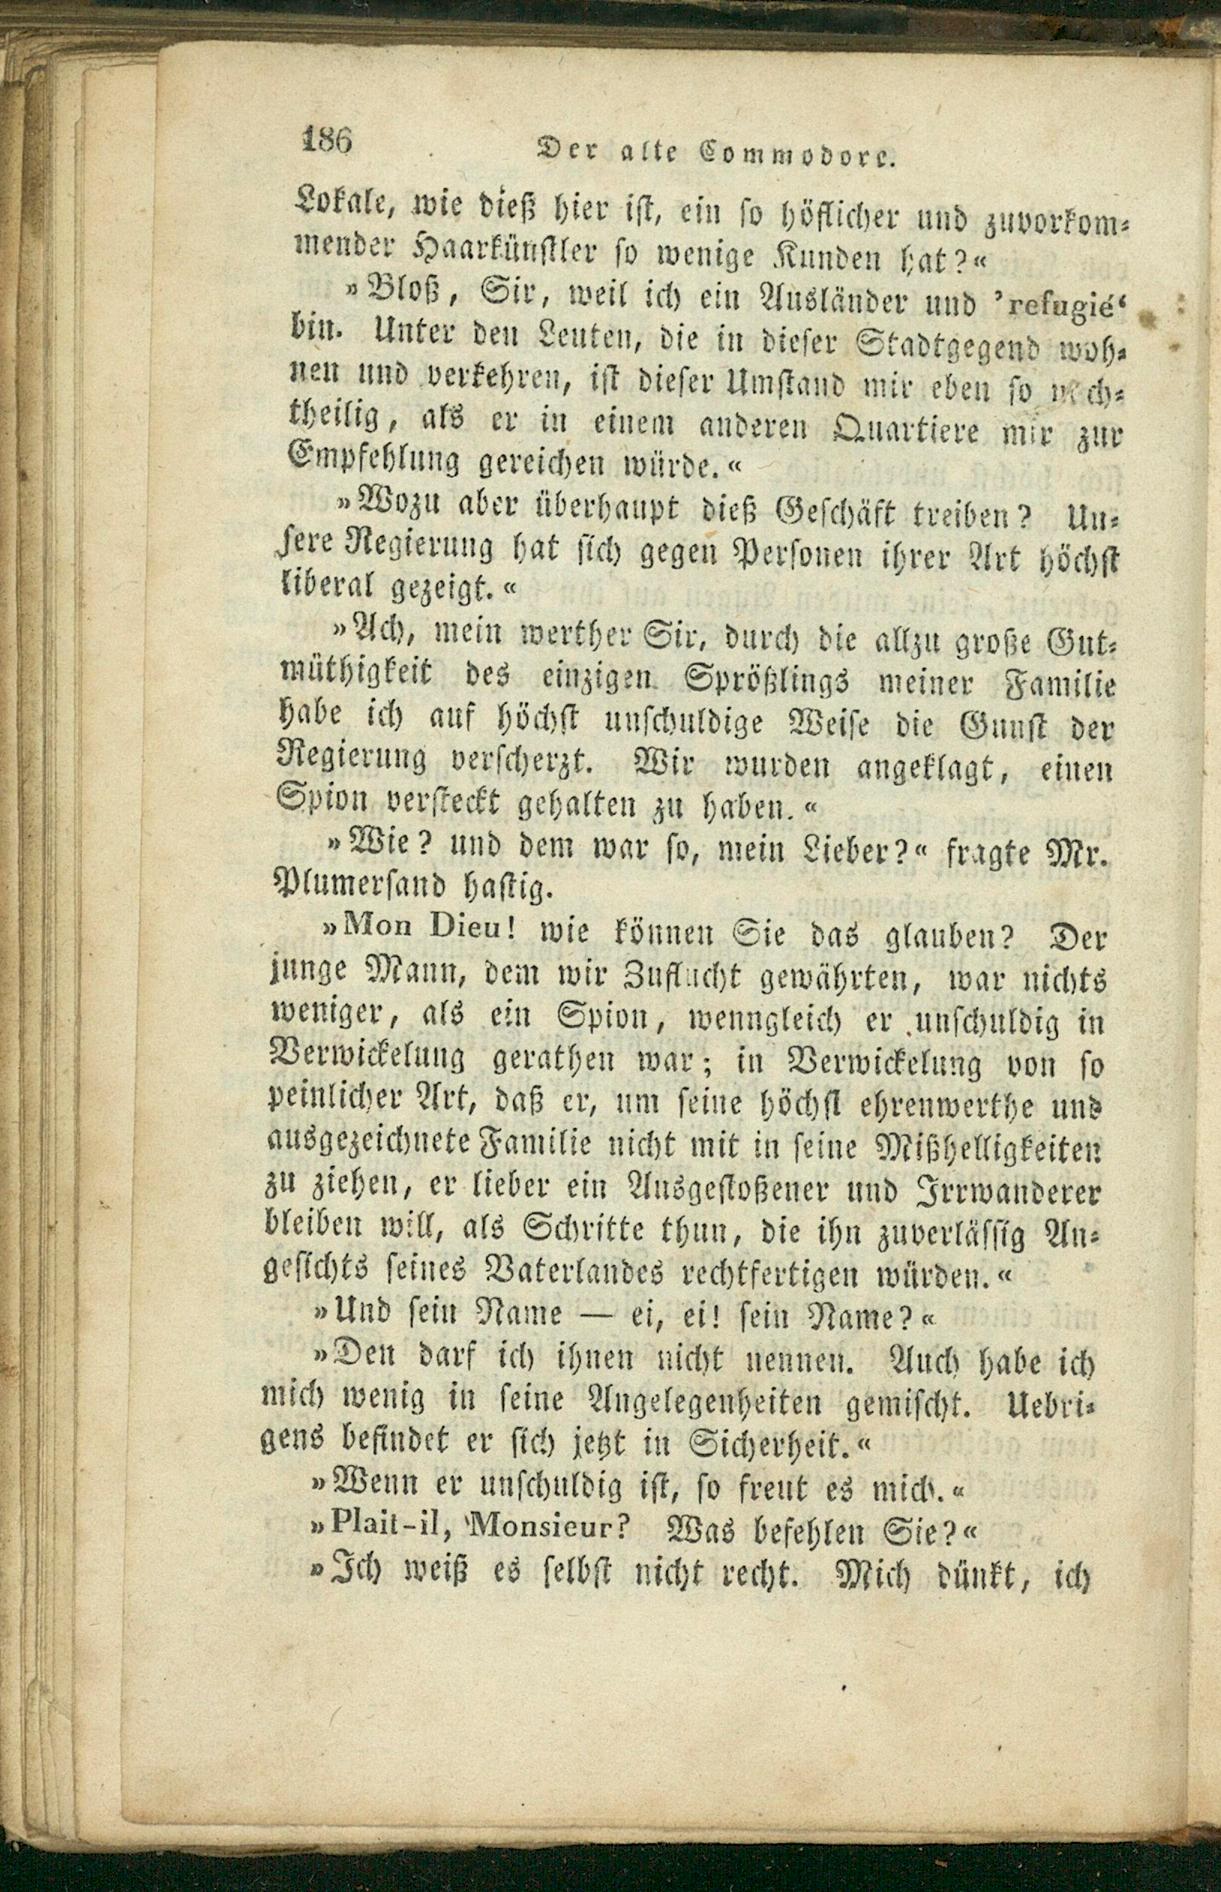 186 Der alte Commodore.
Lokale, wie dieß hier ist, ein so höflicher und zuvorkom-
mender Haarkünstler so wenige Kunden hat?«
»Bloß, Sir, weil ich ein Ausländer und 'refugié'
bin. Unter den Leuten, die in dieser Stadtgegend woh-
nen und verkehren, ist dieser Umstand mir eben so nach-
theilig, als er in einem anderen Quartiere mir zur
Empfehlung gereichen würde.«
»Wozu aber überhaupt dieß Geschäft treiben? Un-
sere Regierung hat sich gegen Personen ihrer Art höchst
liberal gezeigt.«
»Ach, mein werther Sir, durch die allzu große Gut-
müthigkeit des einzigen Sprößlings meiner Familie
habe ich auf höchst unschuldige Weise die Gunst der
Regierung verscherzt. Wir wurden angeklagt, einen
Spion versteckt gehalten zu haben.«
»Wie? und dem war so, mein Lieber?« fragte Mr.
Plumersand hastig.
»Mon Dieu! wie können Sie das glauben? Der
junge Mann, dem wir Zuflucht gewährten, war nichts
weniger, als ein Spion, wenngleich er unschuldig in
Verwickelung gerathen war; in Verwickelung von so
peinlicher Art, daß er, um seine höchst ehrenwerthe und
ausgezeichnete Familie nicht mit in seine Mißhelligkeiten
zu ziehen, er lieber ein Ausgestoßener und Irrwanderer
bleiben will, als Schritte thun, die ihn zuverlässig An-
gesichts seines Vaterlandes rechtfertigen würden.«
»Und sein Name — ei, ei! sein Name?«
»Den darf ich ihnen nicht nennen. Auch habe ich
mich wenig in seine Angelegenheiten gemischt. Uebri-
gens befindet er sich jetzt in Sicherheit.«
»Wenn er unschuldig ist, so freut es mich.«
»Plait-il, Monsieur? Was befehlen Sie?«
»Ich weiß es selbst nicht recht. Mich dünkt, ich